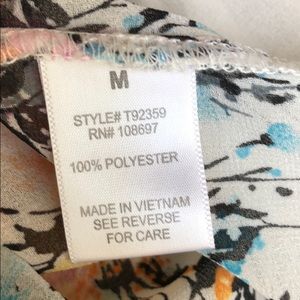 M
STYLE# T92359
RN# 108697
100% POLYESTER
MADE IN VIETNAM
SEE REVERSE
FOR CARE